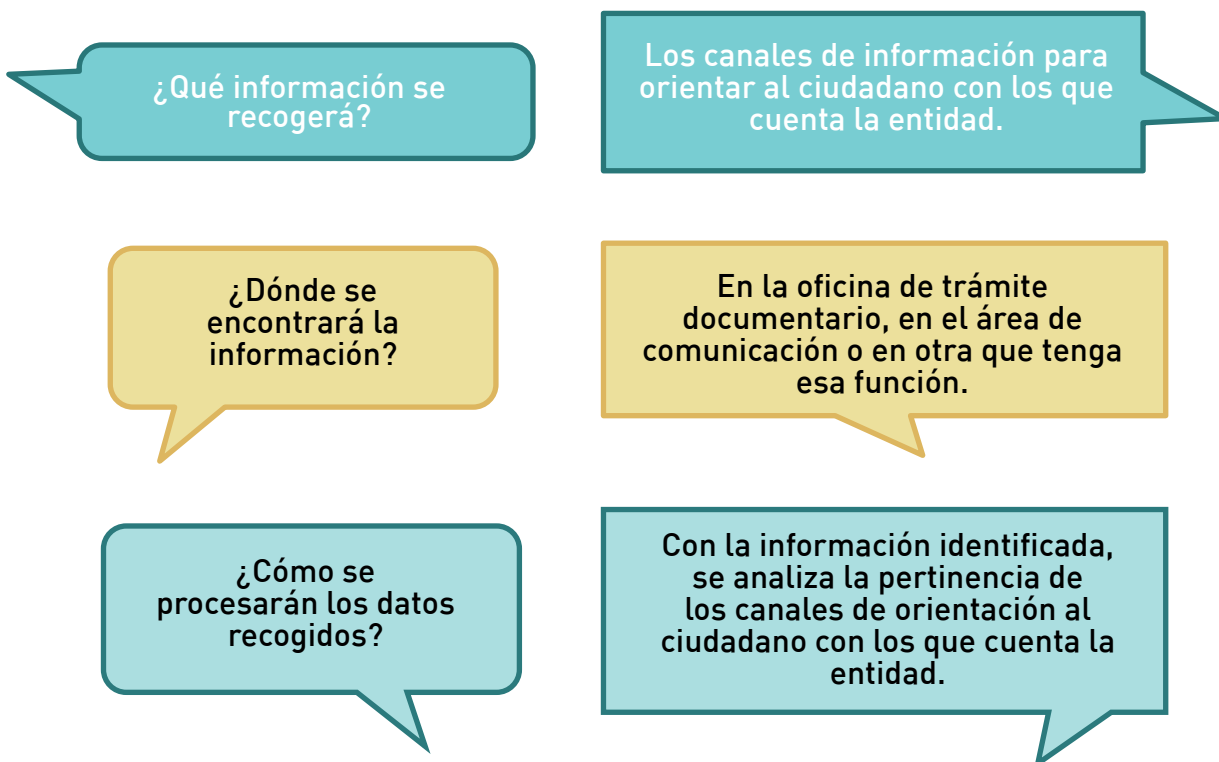 ¿Qué información se
recogerá?
Los canales de información para
orientar al ciudadano con los que
cuenta la entidad.
¿Dónde se
encontrará la
información?
En la oficina de trámite
documentario, en el área de
comunicación o en otra que tenga
esa función.
¿Cómo se
procesarán los datos
recogidos?
Con la información identificada,
se analiza la pertinencia de
los canales de orientación al
ciudadano con los que cuenta la
entidad.